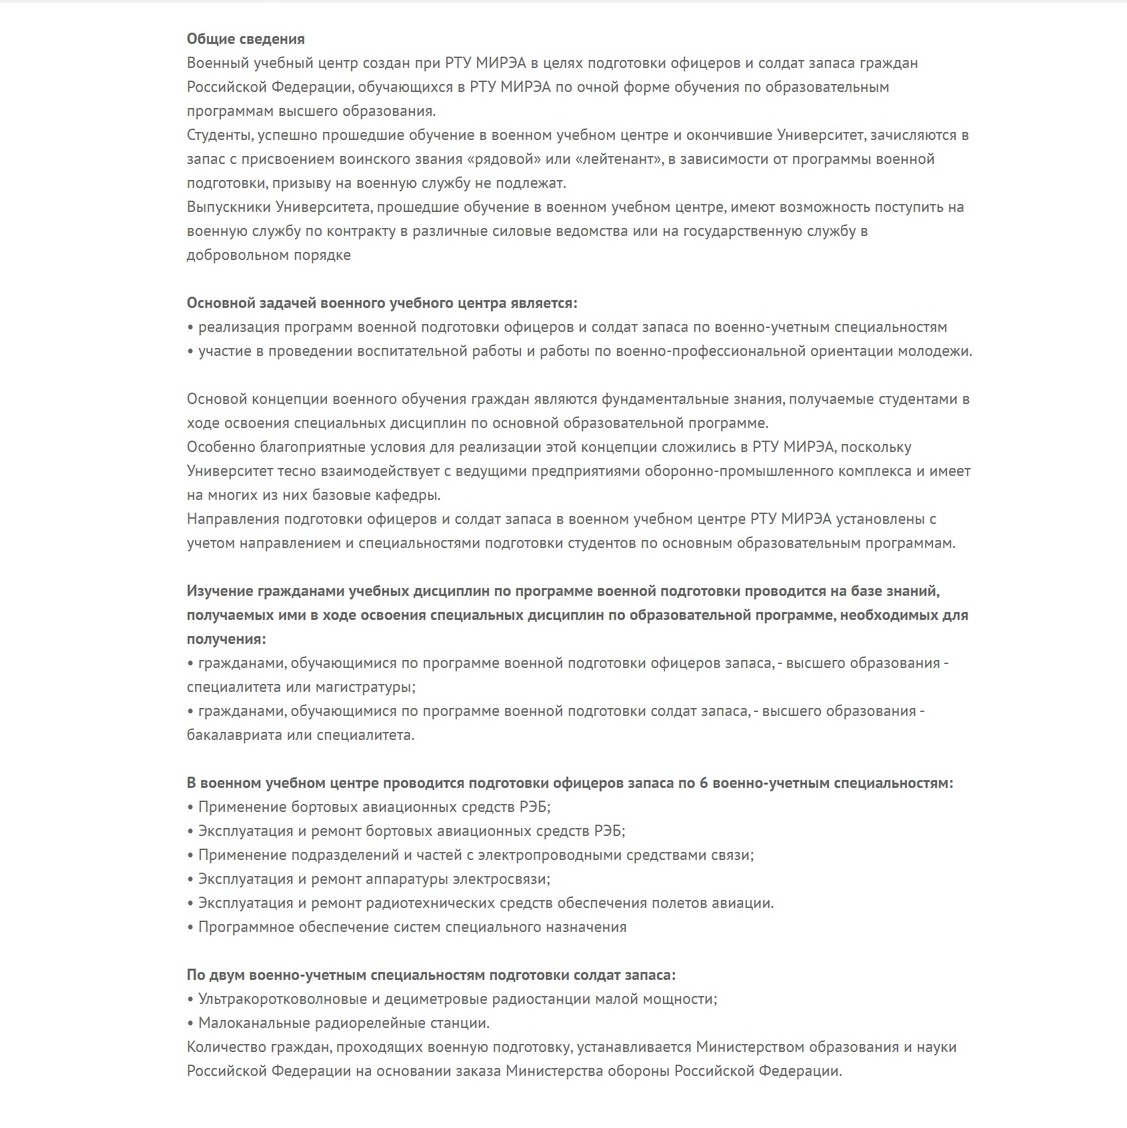 Общие сведения
Военный учебный центр создан при РТУ МИРЭА в целях подготовки офицеров и солдат запаса граждан
Российской Федерации, обучающихся в РТУ МИРЭА по очной форме обучения по образовательным
программам высшего образования.
Студенты, успешно прошедшие обучение в военном учебном центре и окончившие Университет, зачисляются в
запас с присвоением воинского звания «рядовой» или «лейтенант», в зависимости от программы военной
подготовки, призыву на военную службу не подлежат.
Выпускники Университета, прошедшие обучение в военном учебном центре, имеют возможность поступить на
военную службу по контракту в различные силовые ведомства или на государственную службу в
добровольном порядке
Основной задачей военного учебного центра является:
• реализация программ военной подготовки офицеров и солдат запаса по военно-учетным специальностям
• участие в проведении воспитательной работы и работы по военно-профессиональной ориентации молодежи.
Основой концепции военного обучения граждан являются фундаментальные знания, получаемые студентами в
ходе освоения специальных дисциплин по основной образовательной программе.
Особенно благоприятные условия для реализации этой концепции сложились в РТУ МИРЭА, поскольку
Университет тесно взаимодействует с ведущими предприятиями оборонно-промышленного комплекса и имеет
на многих из них базовые кафедры.
Направления подготовки офицеров и солдат запаса в военном учебном центре РТУ МИРЭА установлены с
учетом направлением и специальностями подготовки студентов по основным образовательным программам.
Изучение гражданами учебных дисциплин по программе военной подготовки проводится на базе знаний,
получаемых ими в ходе освоения специальных дисциплин по образовательной программе, необходимых для
получения:
• гражданами, обучающимися по программе военной подготовки офицеров запаса, - высшего образования -
специалитета или магистратуры;
• гражданами, обучающимися по программе военной подготовки солдат запаса, - высшего образования -
бакалавриата или специалитета.
В военном учебном центре проводится подготовки офицеров запаса по 6 военно-учетным специальностям:
• Применение бортовых авиационных средств РЭБ;
• Эксплуатация и ремонт бортовых авиационных средств РЭБ;
• Применение подразделений и частей с электропроводными средствами связи;
• Эксплуатация и ремонт аппаратуры электросвязи;
• Эксплуатация и ремонт радиотехнических средств обеспечения полетов авиации.
• Программное обеспечение систем специального назначения
По двум военно-учетным специальностям подготовки солдат запаса:
• Ультракоротковолновые и дециметровые радиостанции малой мощности;
• Малоканальные радиорелейные станции.
Количество граждан, проходящих военную подготовку, устанавливается Министерством образования и науки
Российской Федерации на основании заказа Министерства обороны Российской Федерации.